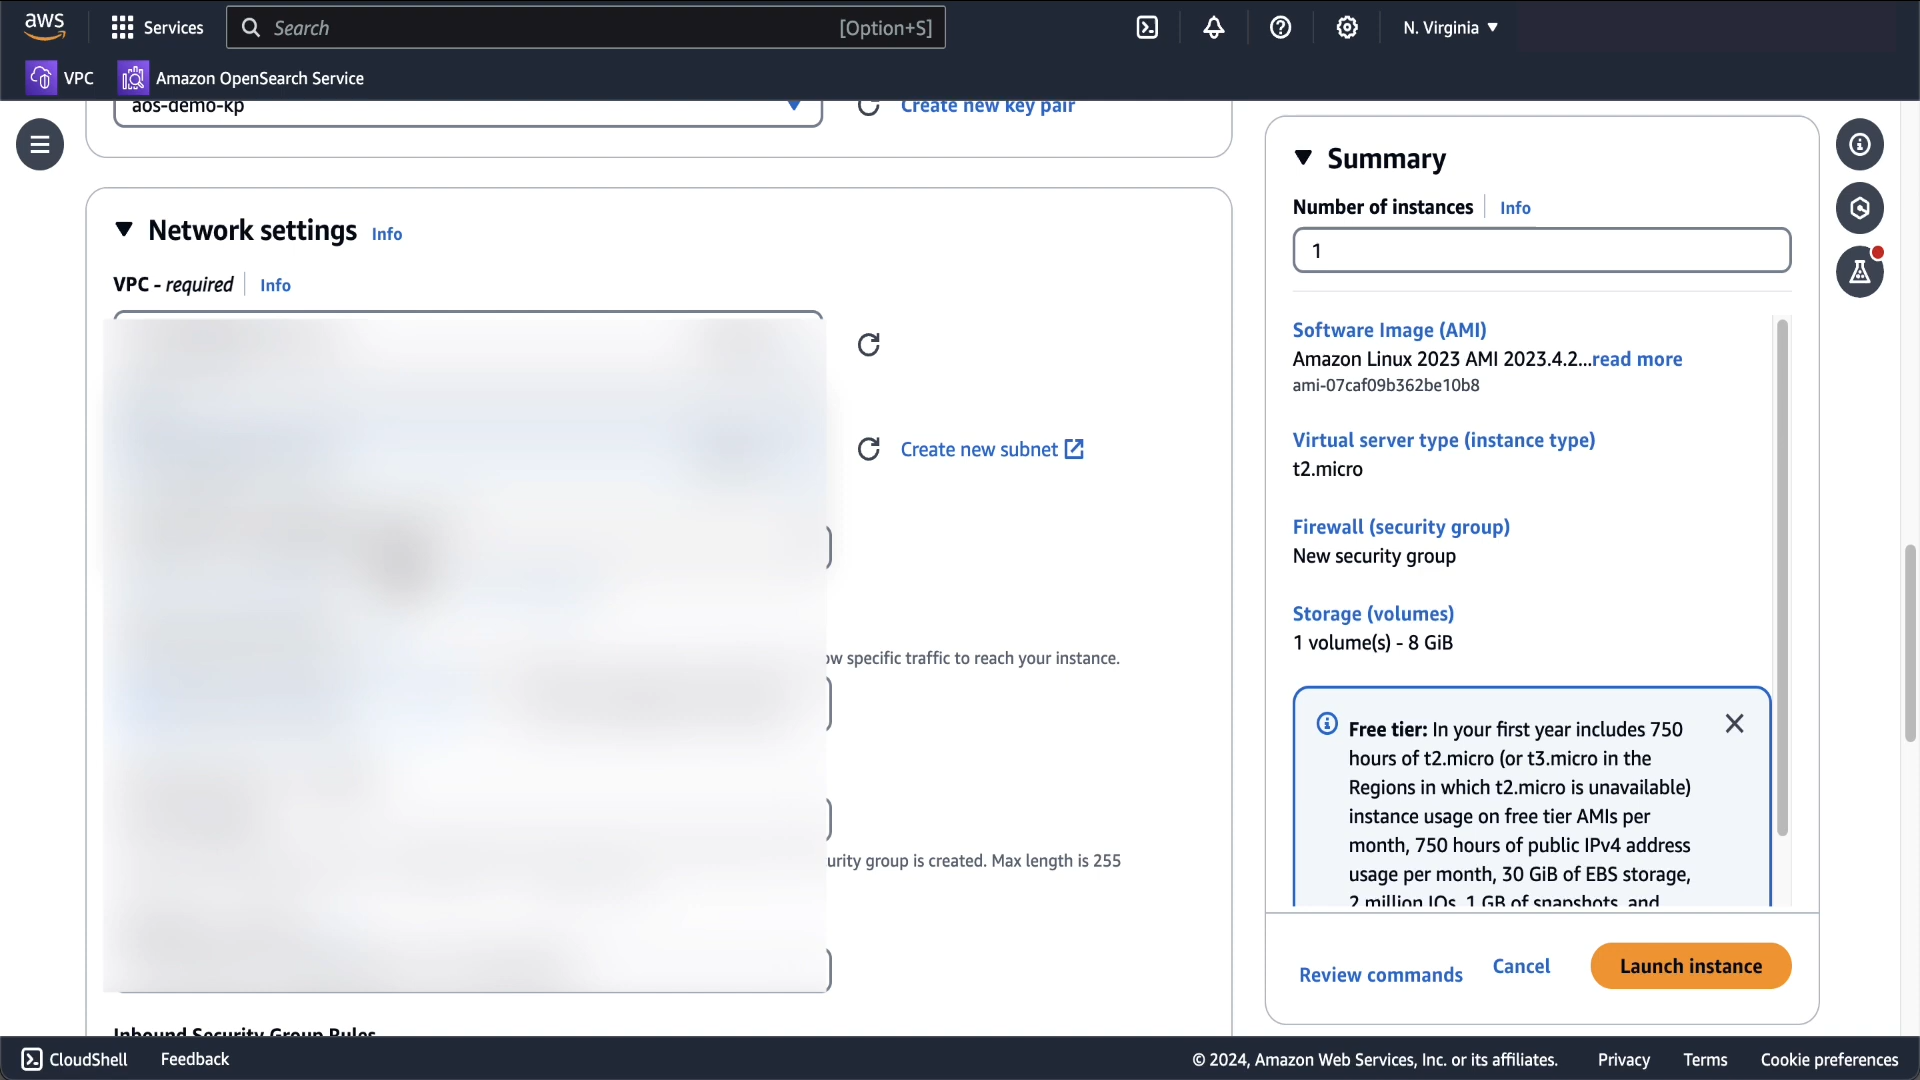 aws
Services
Search
[Option+S]
N. Virginia
VPC
Amazon OpenSearch Service
aos-demo-kp
Create new key pair
Network settings
Info
VPC - required
Info
Create new subnet
ow specific traffic to reach your instance.
urity group is created. Max length is 255
Inbound Security Group Rules
Summary
Number of instances
Info
1
Software Image (AMI)
Amazon Linux 2023 AMI 2023.4.2...read more
ami-07caf09b362be10b8
Virtual server type (instance type)
t2.micro
Firewall (security group)
New security group
Storage (volumes)
1 volume(s) - 8 GiB
Free tier: In your first year includes 750
hours of t2.micro (or t3.micro in the
Regions in which t2.micro is unavailable)
instance usage on free tier AMIs per
month, 750 hours of public IPv4 address
usage per month, 30 GiB of EBS storage,
2 million IOs, 1 GB of snapshots, and
Review commands
Cancel
Launch instance
CloudShell
Feedback
© 2024, Amazon Web Services, Inc. or its affiliates.
Privacy
Terms
Cookie preferences